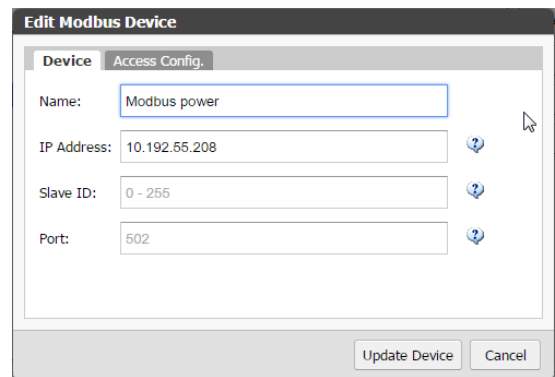 Edit Modbus Device
Device Access Config.
Name: Modbus power
IP Address: 10.192.55.208
Slave ID: 0 - 255
Port: 502
Update Device Cancel